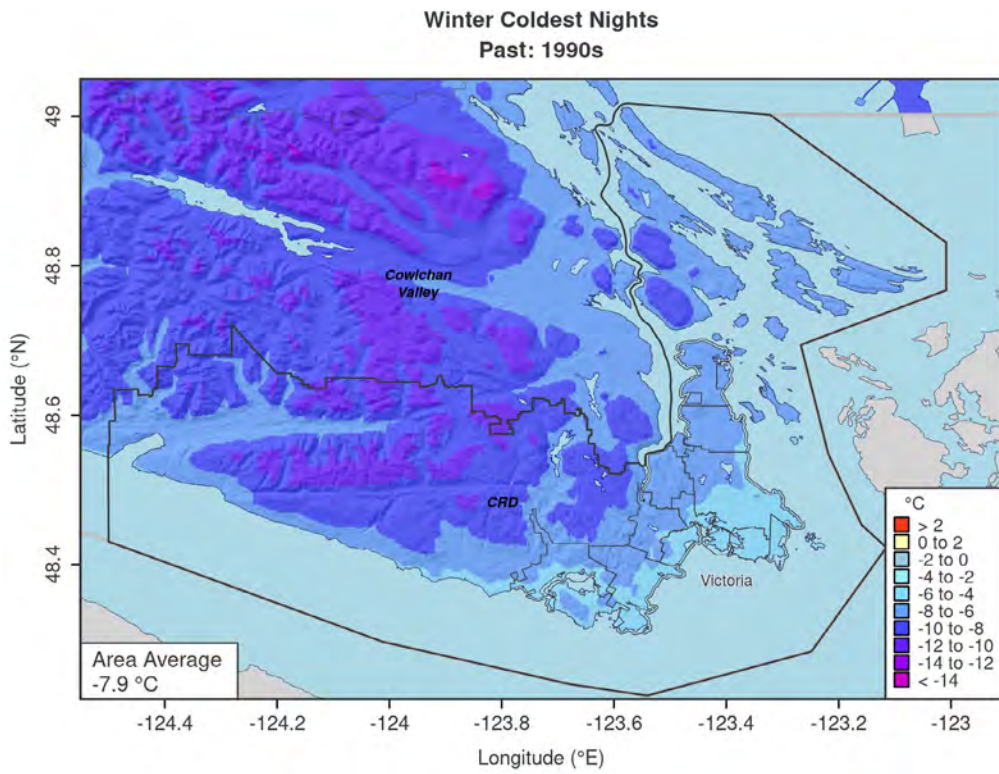 Winter Coldest Nights
Past: 1990s
49
48.8
48.6
48.4
Latitude (°N)
Cowichan
Valley
CRD
Victoria
°C
> 2
0 to 2
-2 to 0
-4 to -2
-6 to -4
-8 to -6
-10 to -8
-12 to -10
-14 to -12
< -14
Area Average
-7.9 °C
-124.4
-124.2
-124
-123.8
-123.6
-123.4
-123.2
-123
Longitude (°E)